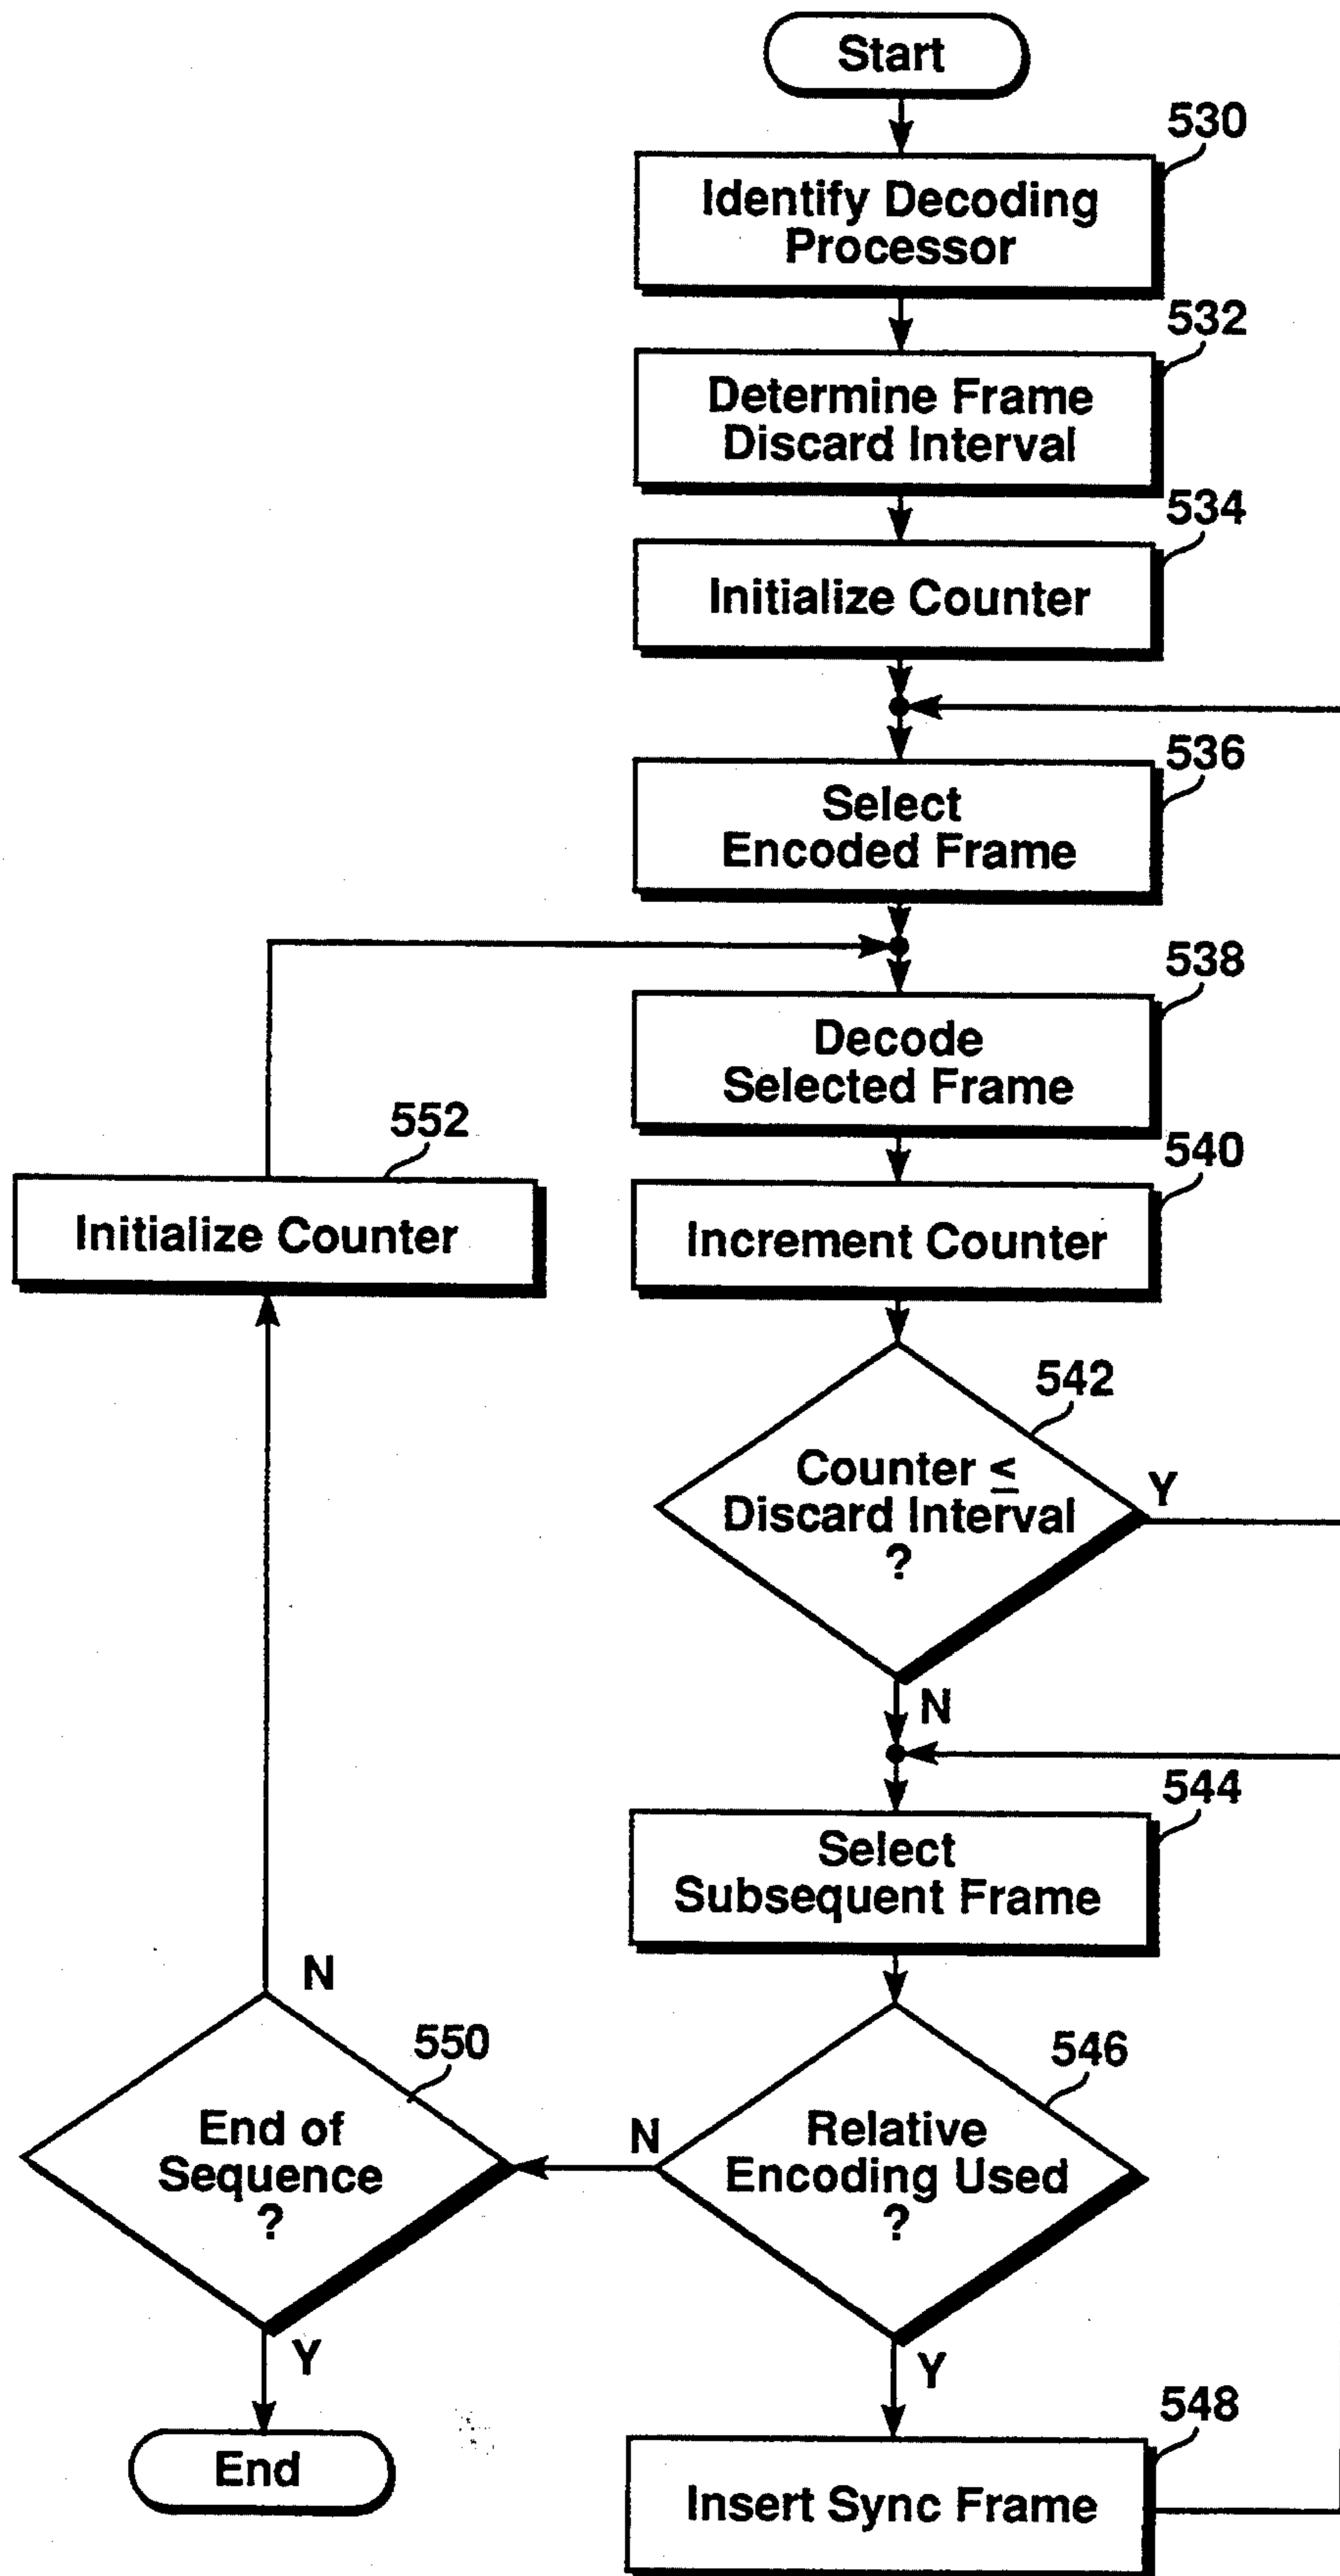 Start
530
Identify Decoding
Processor
532
Determine Frame
Discard Interval
534
Initialize Counter
536
Select
Encoded Frame
538
Decode
Selected Frame
552
Initialize Counter
540
Increment Counter
542
Counter ≤
Discard Interval
?
Y
N
544
Select
Subsequent Frame
N
550
End of
Sequence
?
Y
546
Relative
Encoding Used
?
N
Y
End
548
Insert Sync Frame